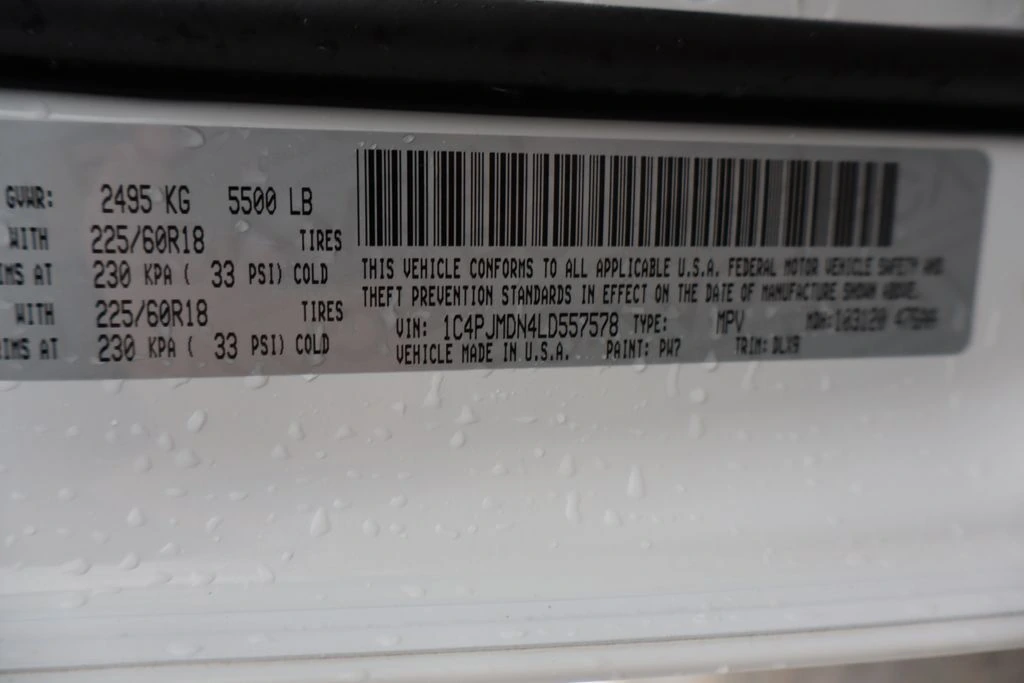 GVWR: 2495 KG 5500 LB
WITH 225/60R18 TIRES
IMS AT 230 KPA ( 33 PSI) COLD
WITH 225/60R18 TIRES
IMS AT 230 KPA ( 33 PSI) COLD
THIS VEHICLE CONFORMS TO ALL APPLICABLE U.S.A. FEDERAL MOTOR VEHICLE SAFETY AND
THEFT PREVENTION STANDARDS IN EFFECT ON THE DATE OF MANUFACTURE SHOWN ABOVE.
VIN: 1C4PJMDN4LD557578 TYPE: MPV MDH: 103120
VEHICLE MADE IN U.S.A. PAINT: PW7 TRIM: DLX9